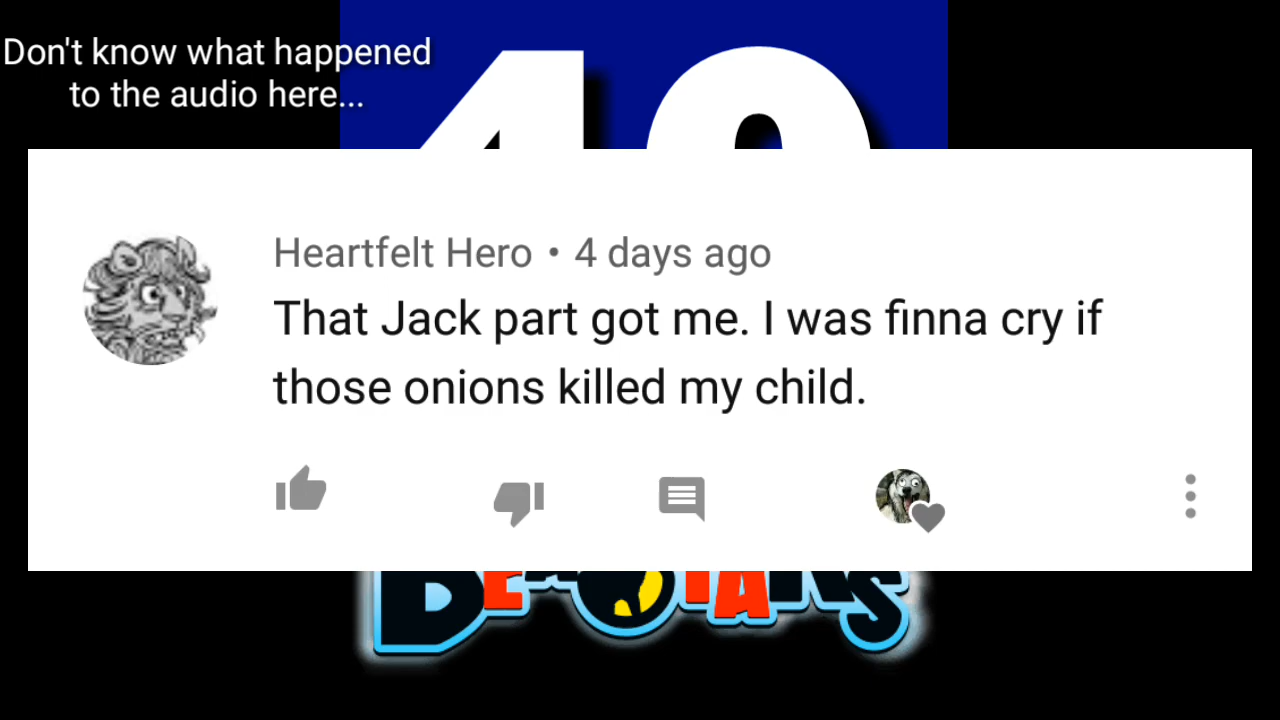 Don't know what happened
to the audio here...
Heartfelt Hero • 4 days ago
That Jack part got me. I was finna cry if
those onions killed my child.